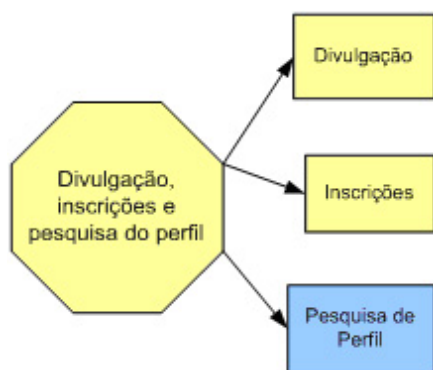 Divulgação
Divulgação,
inscrições e
pesquisa do perfil
Inscrições
Pesquisa de
Perfil